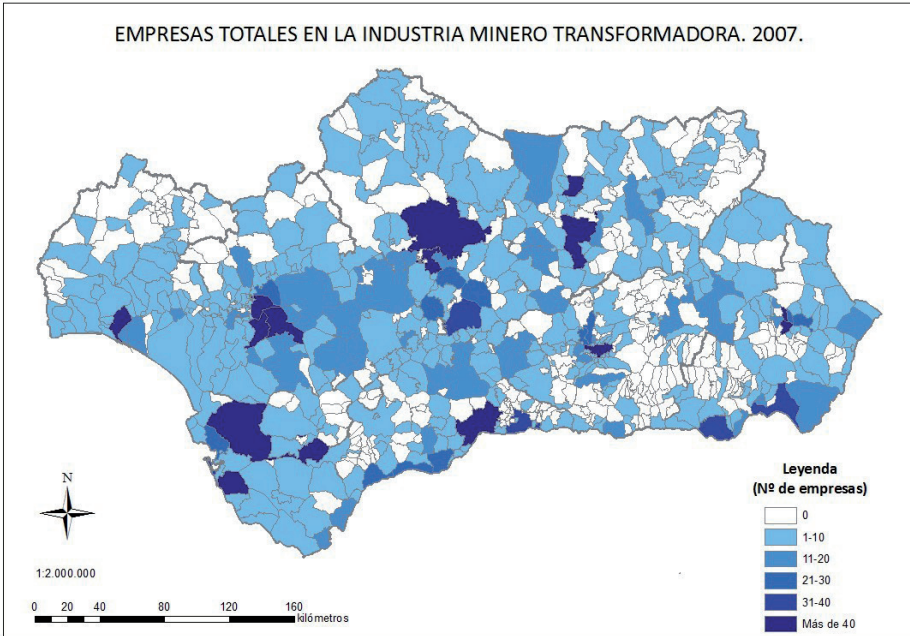 EMPRESAS TOTALES EN LA INDUSTRIA MINERO TRANSFORMADORA. 2007.
N
1:2.000.000
0 20 40 80 120 160
kilómetros
Leyenda
(Nº de empresas)
0
1-10
11-20
21-30
31-40
Más de 40